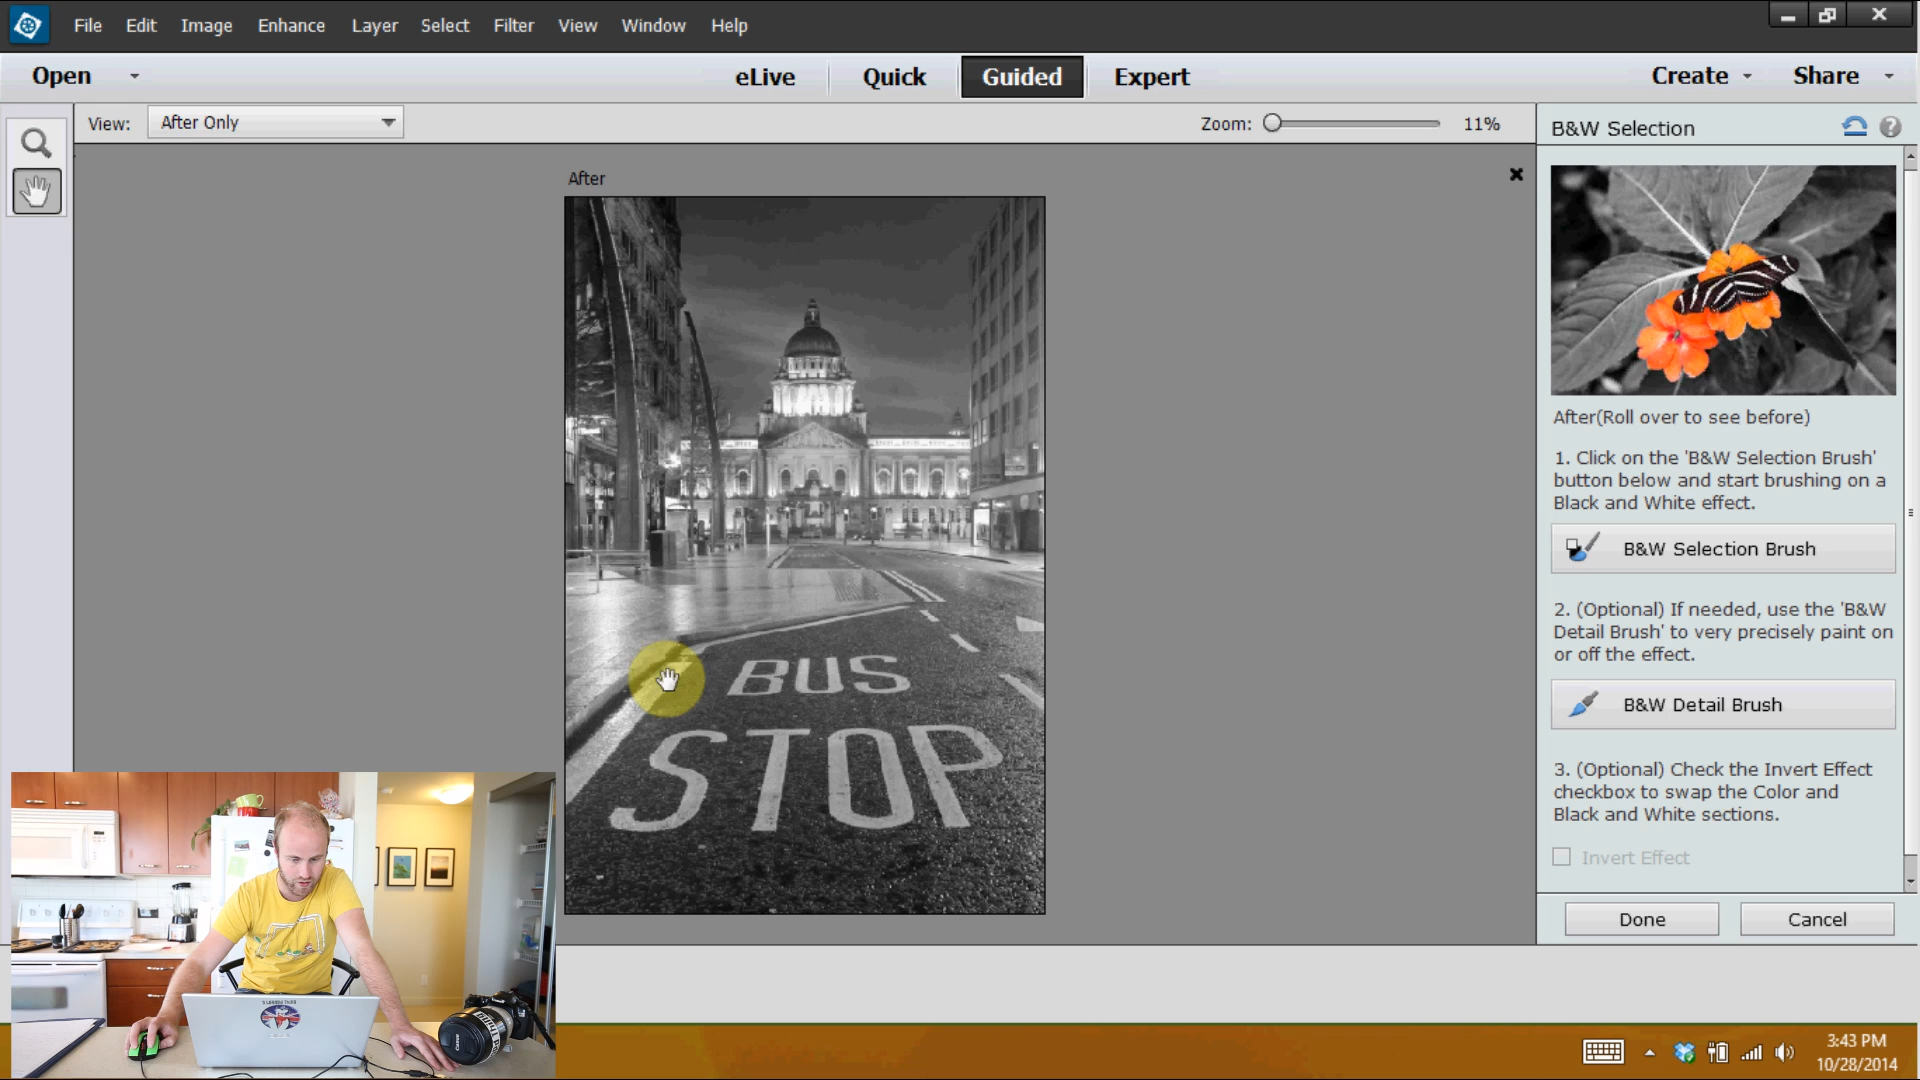 File Edit Image Enhance Layer Select Filter View Window Help
Open eLive Quick Guided Expert Create Share
View: After Only Zoom: 11% B&W Selection
After
BUS
STOP
After(Roll over to see before)
1. Click on the 'B&W Selection Brush'
button below and start brushing on a
Black and White effect.
B&W Selection Brush
2. (Optional) If needed, use the 'B&W
Detail Brush' to very precisely paint on
or off the effect.
B&W Detail Brush
3. (Optional) Check the Invert Effect
checkbox to swap the Color and
Black and White sections.
Invert Effect
Done Cancel
Canon
3:43 PM
10/28/2014